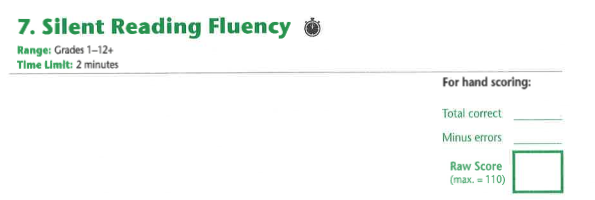 7. Silent Reading Fluency
Range: Grades 1–12+
Time Limit: 2 minutes
For hand scoring:
Total correct
Minus errors
Raw Score
(max. = 110)